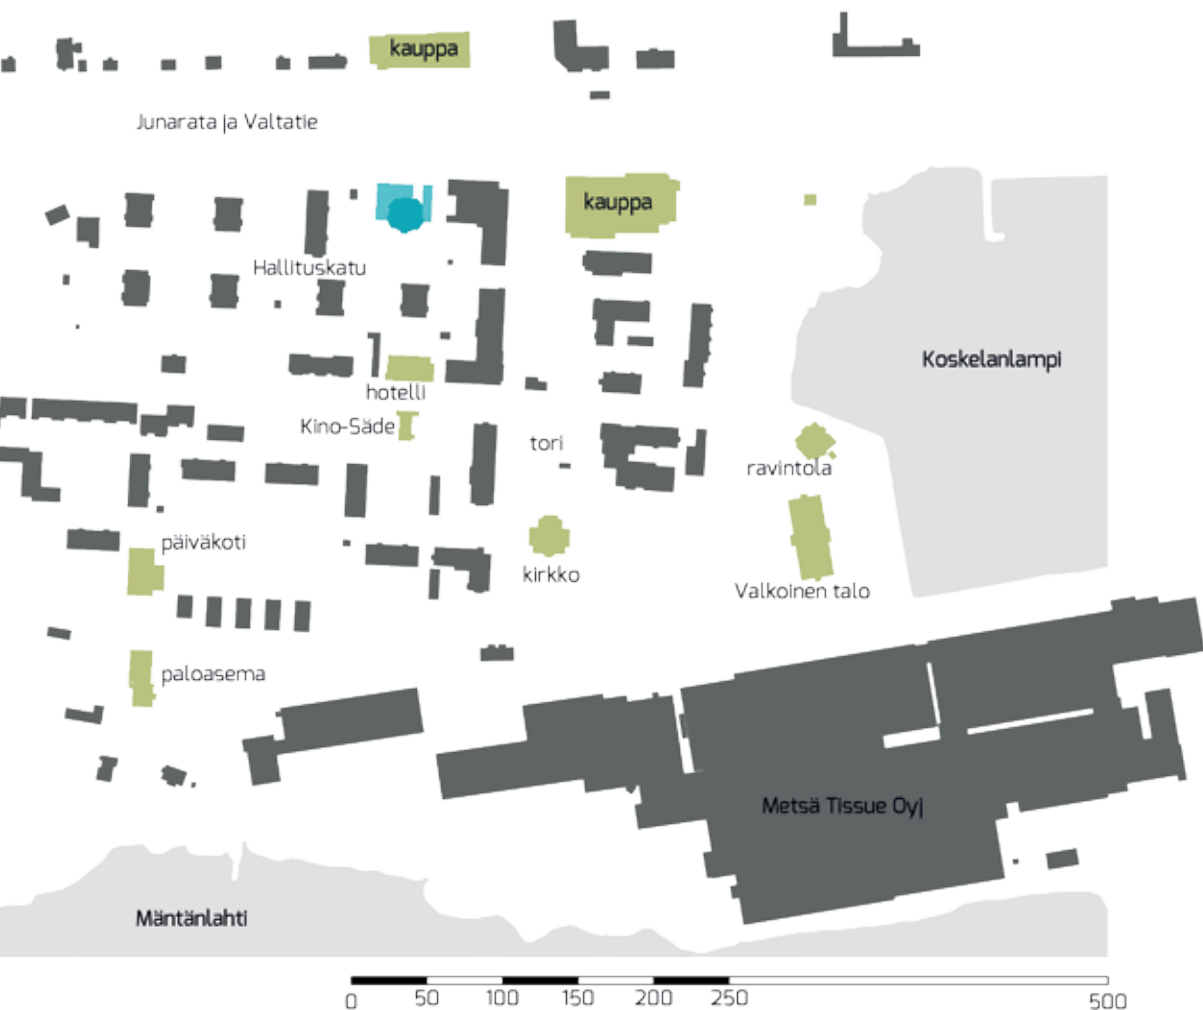 kauppa
Junarata ja Valtatie
kauppa
Hallituskatu
Koskelanlampi
hotelli
Kino-Säde
tori
ravintola
päiväkoti
kirkko
Valkoinen talo
paloasema
Metsä Tissue Oyj
Mäntänlahti
0 50 100 150 200 250 500